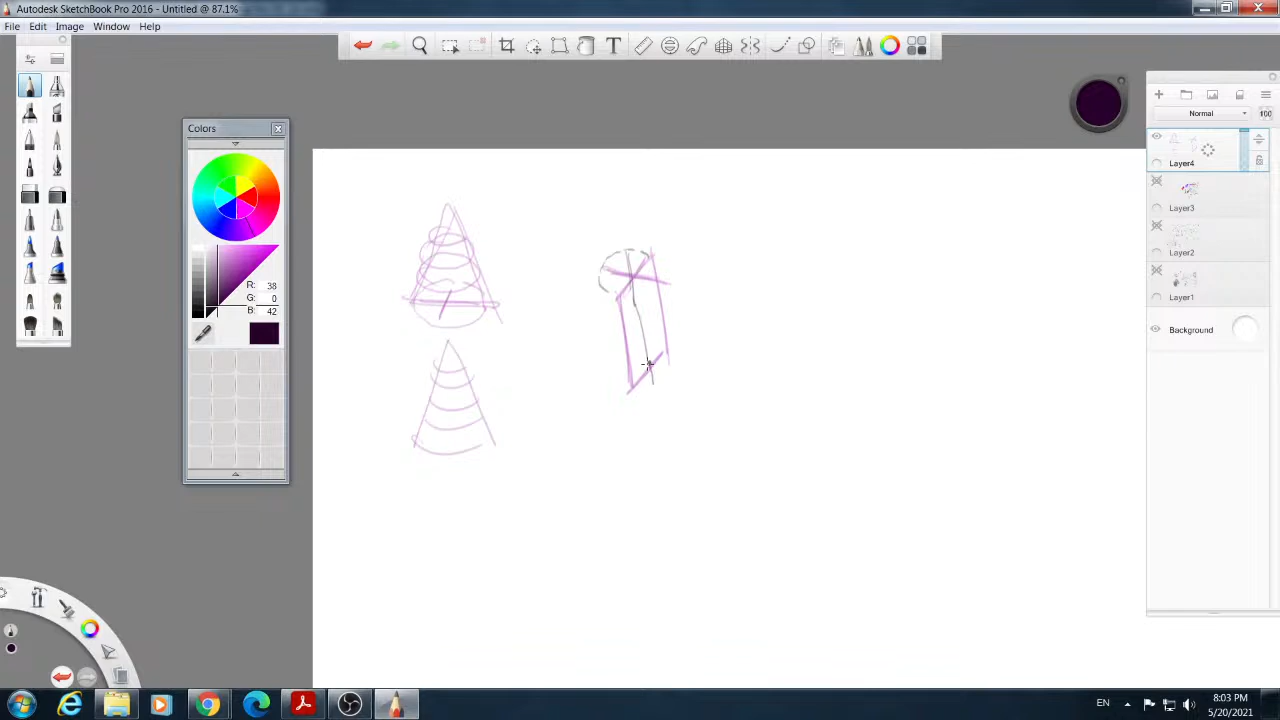 Autodesk SketchBook Pro 2016 - Untitled @ 87.1%
File Edit Image Window Help
Colors
R: 38
G: 0
B: 42
Normal 100
Layer4
Layer3
Layer2
Layer1
Background
EN
8:03 PM
5/20/2021